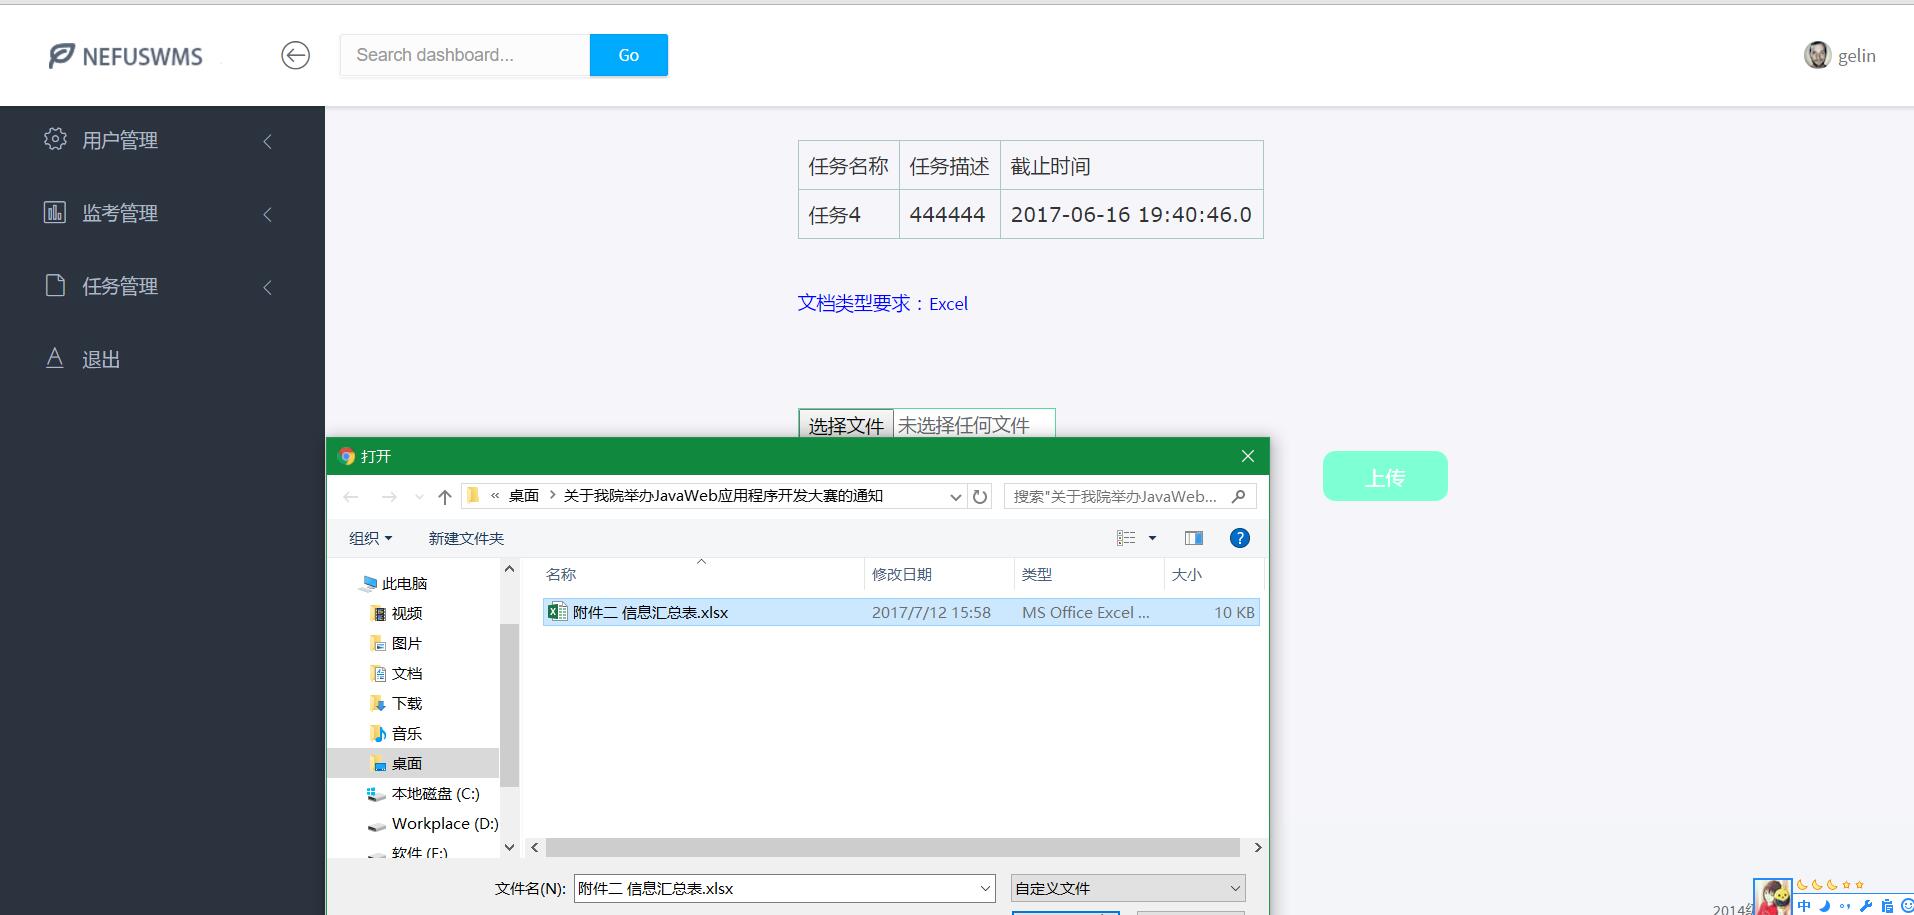 NEFUSWMS
Search dashboard...
Go
gelin
用户管理
监考管理
任务管理
退出
任务名称 任务描述 截止时间
任务4 444444 2017-06-16 19:40:46.0
文档类型要求：Excel
选择文件 未选择任何文件
上传
打开
« 桌面 > 关于我院举办JavaWeb应用程序开发大赛的通知
搜索"关于我院举办JavaWeb...
组织 新建文件夹
名称 修改日期 类型 大小
附件二 信息汇总表.xlsx 2017/7/12 15:58 MS Office Excel ... 10 KB
此电脑
视频
图片
文档
下载
音乐
桌面
本地磁盘 (C:)
Workplace (D:)
软件 (E:)
文件名(N): 附件二 信息汇总表.xlsx 自定义文件
2014级
中